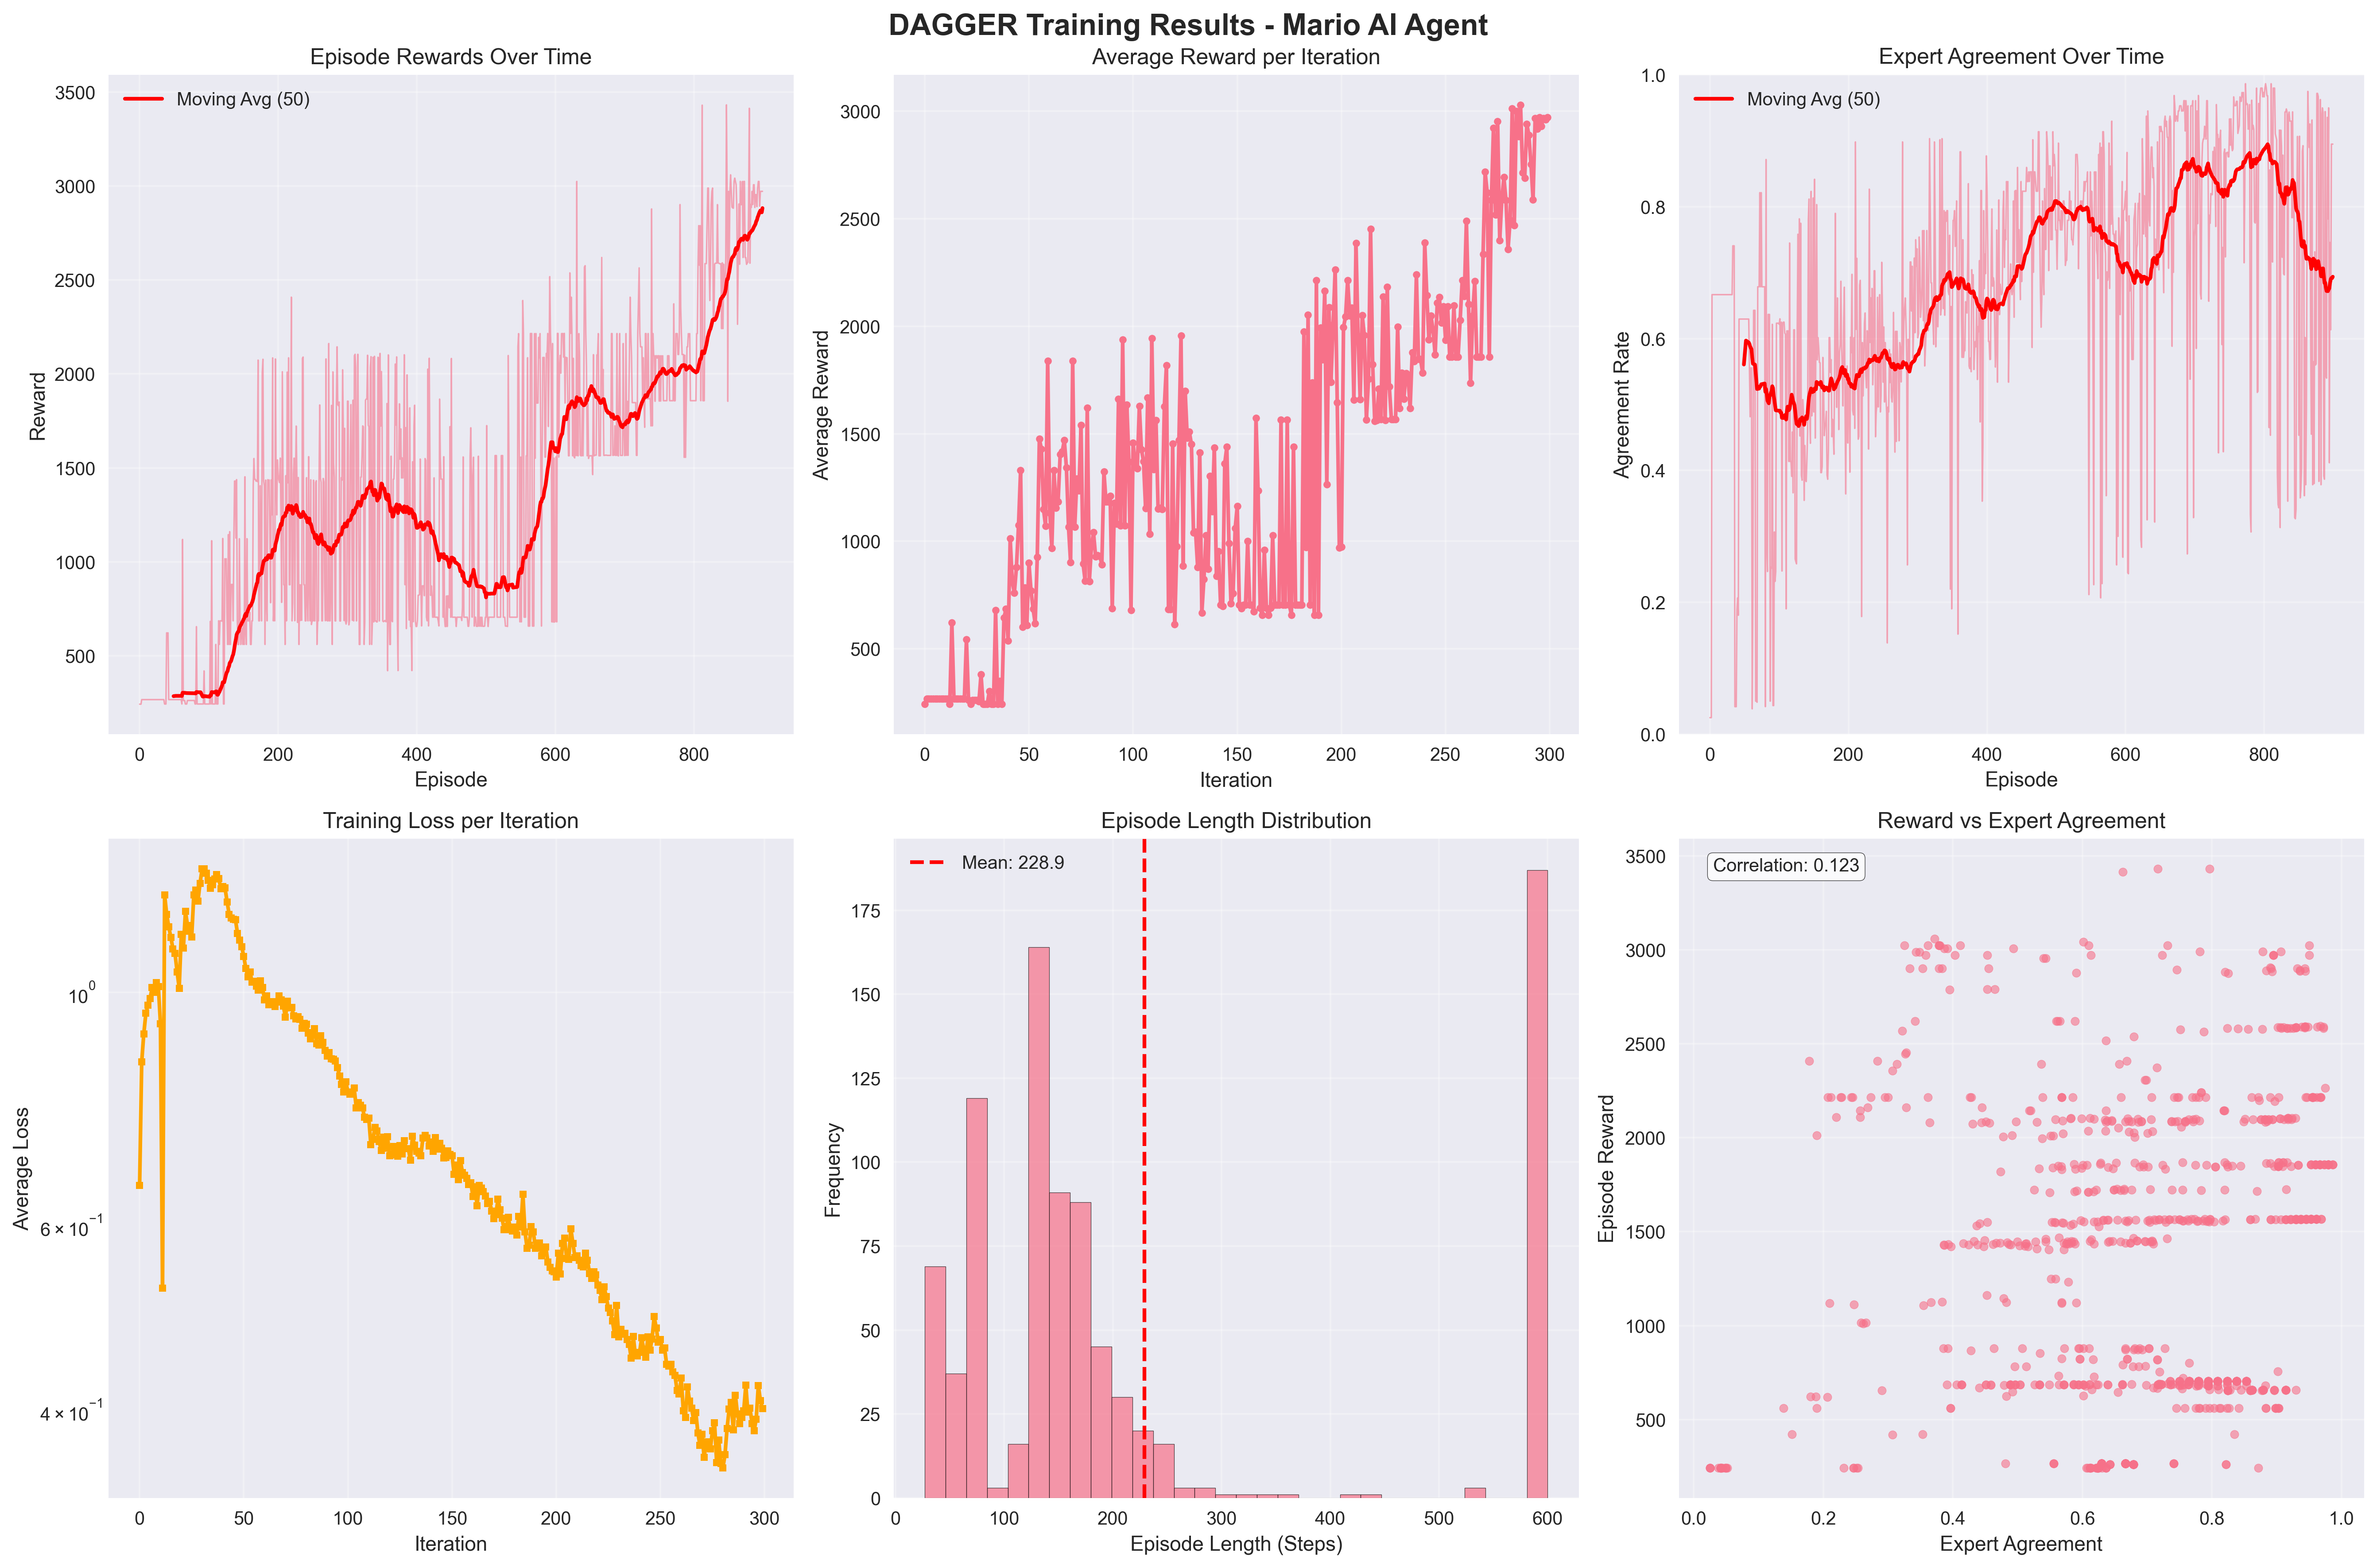 DAGGER Training Results - Mario AI Agent
Episode Rewards Over Time
Moving Avg (50)
3500
3000
2500
2000
1500
1000
500
Reward
0 200 400 600 800
Episode
Average Reward per Iteration
3000
2500
2000
1500
1000
500
Average Reward
0 50 100 150 200 250 300
Iteration
Expert Agreement Over Time
Moving Avg (50)
1.0
0.8
0.6
0.4
0.2
0.0
Agreement Rate
0 200 400 600 800
Episode
Training Loss per Iteration
10⁰
6 × 10⁻¹
4 × 10⁻¹
Average Loss
0 50 100 150 200 250 300
Iteration
Episode Length Distribution
Mean: 228.9
175
150
125
100
75
50
25
0
Frequency
0 100 200 300 400 500 600
Episode Length (Steps)
Reward vs Expert Agreement
Correlation: 0.123
3500
3000
2500
2000
1500
1000
500
Episode Reward
0.0 0.2 0.4 0.6 0.8 1.0
Expert Agreement